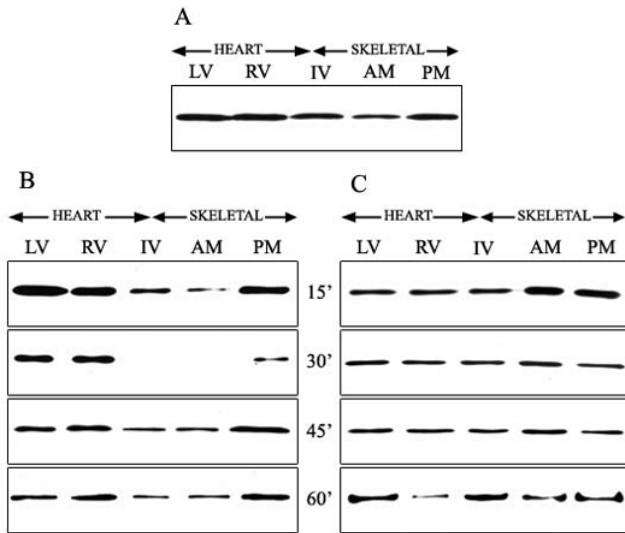 A
HEART SKELETAL
LV RV IV AM PM
B C
HEART SKELETAL HEART SKELETAL
LV RV IV AM PM LV RV IV AM PM
15'
30'
45'
60'